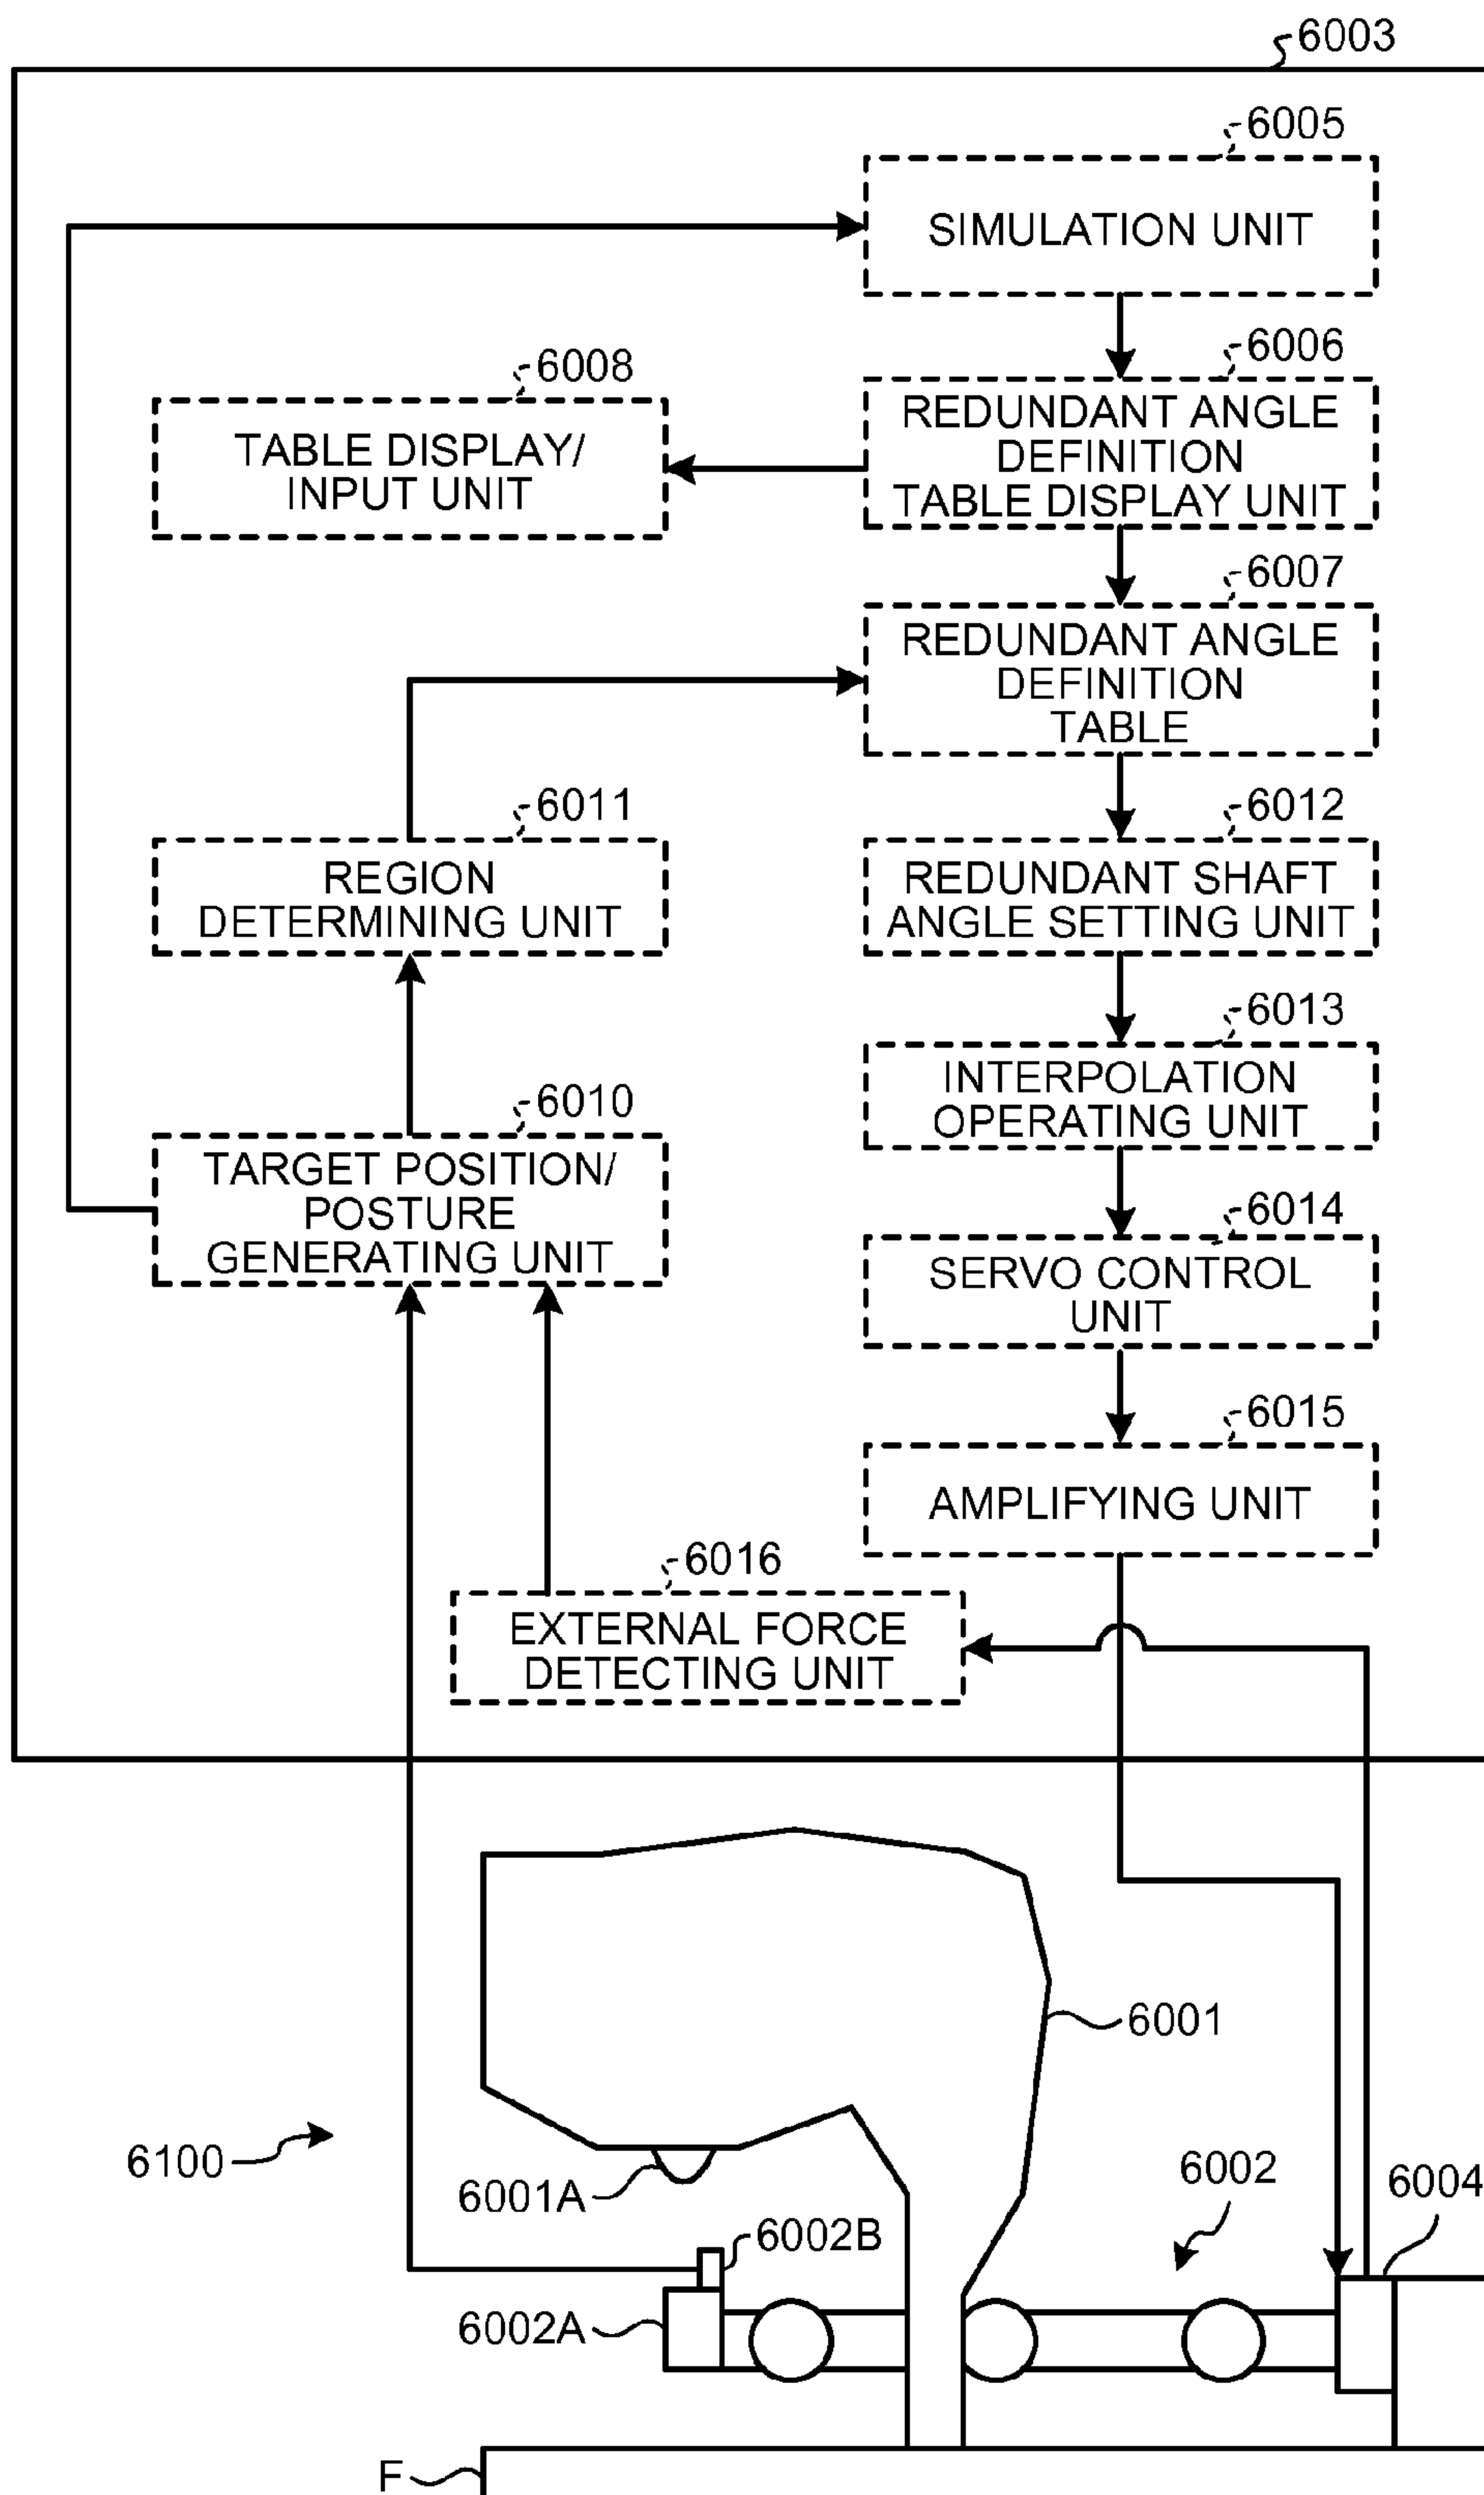 6003
6005
SIMULATION UNIT
6006
REDUNDANT ANGLE
DEFINITION
TABLE DISPLAY UNIT
6008
TABLE DISPLAY/
INPUT UNIT
6007
REDUNDANT ANGLE
DEFINITION
TABLE
6011
REGION
DETERMINING UNIT
6012
REDUNDANT SHAFT
ANGLE SETTING UNIT
6013
INTERPOLATION
OPERATING UNIT
6010
TARGET POSITION/
POSTURE
GENERATING UNIT
6014
SERVO CONTROL
UNIT
6015
AMPLIFYING UNIT
6016
EXTERNAL FORCE
DETECTING UNIT
6001
6100
6001A
6002
6004
6002B
6002A
F